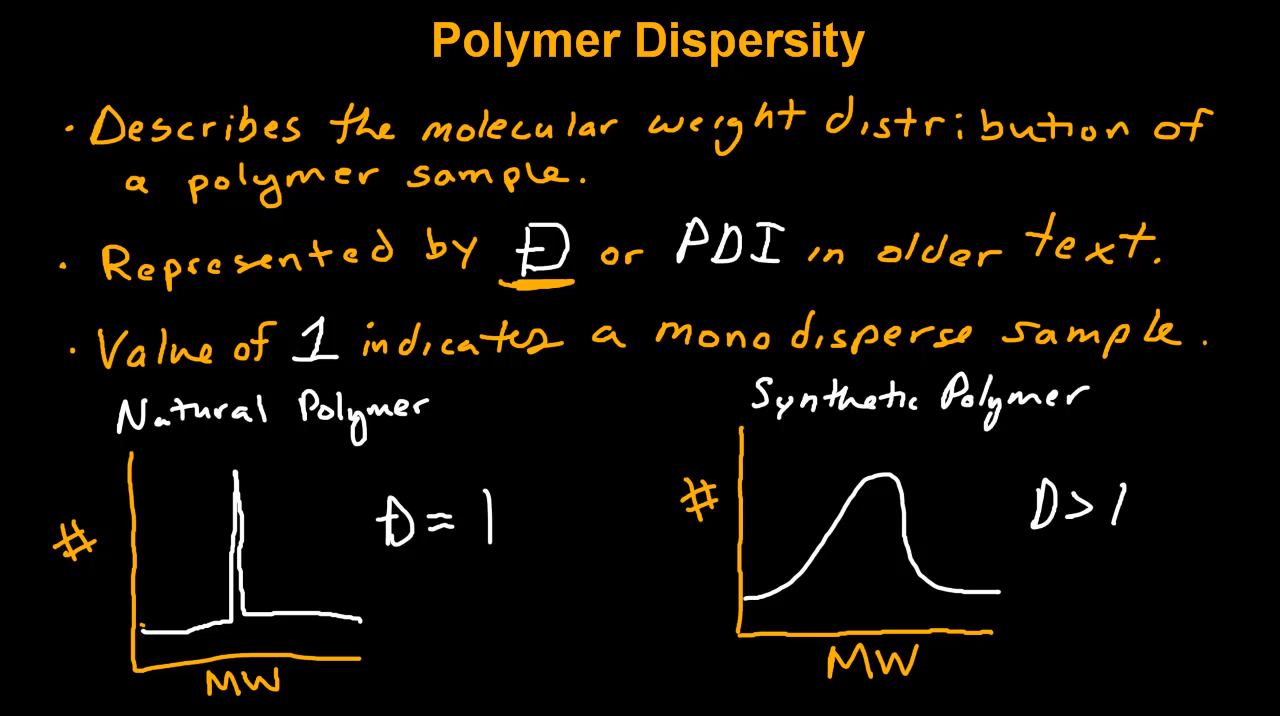 Polymer Dispersity
· Describes the molecular weight distribution of
a polymer sample.
· Represented by Đ or PDI in older text.
· Value of 1 indicates a monodisperse sample.
Natural Polymer
Synthetic Polymer
#
Đ ≈ 1
MW
#
D > 1
MW